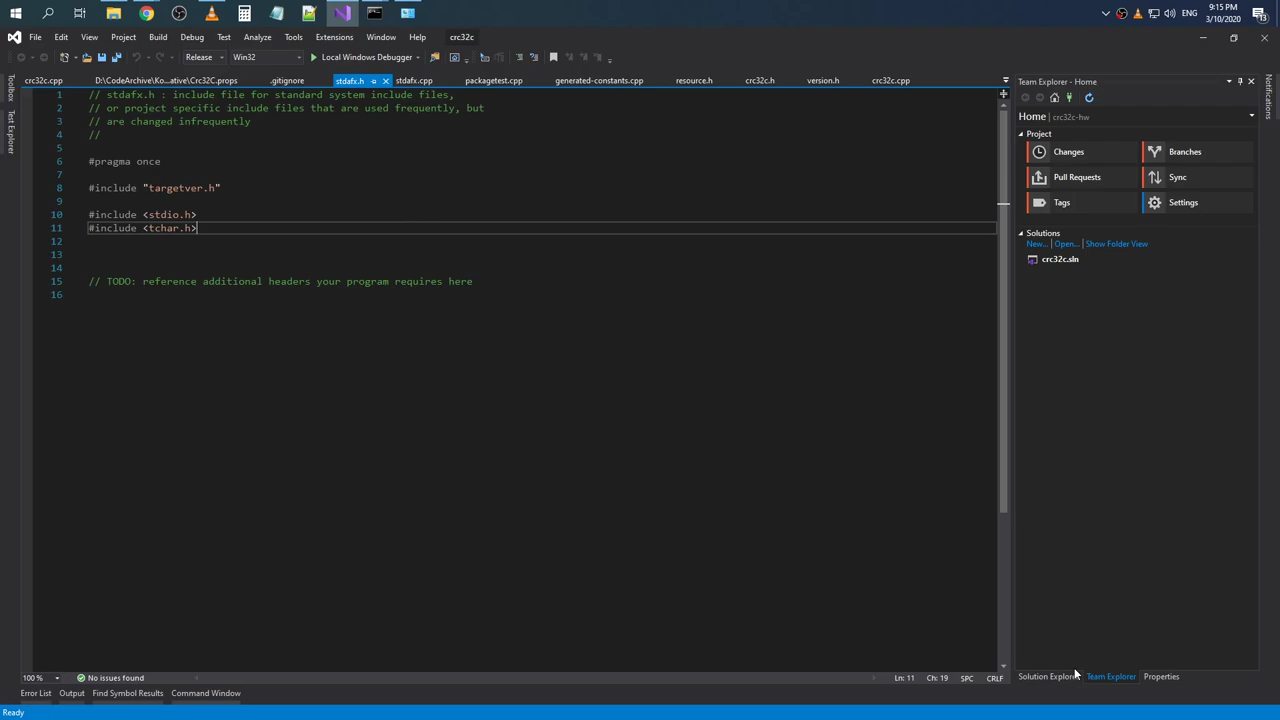 9:15 PM
ENG
3/10/2020
13
File Edit View Project Build Debug Test Analyze Tools Extensions Window Help crc32c
Release Win32 Local Windows Debugger
crc32c.cpp D:\CodeArchive\Ko...ative\Crc32C.props .gitignore stdafx.h stdafx.cpp packagetest.cpp generated-constants.cpp resource.h crc32c.h version.h crc32c.cpp
Toolbox
Test Explorer
1 // stdafx.h : include file for standard system include files,
2 // or project specific include files that are used frequently, but
3 // are changed infrequently
4 //
5
6 #pragma once
7
8 #include "targetver.h"
9
10 #include <stdio.h>
11 #include <tchar.h>
12
13
14
15 // TODO: reference additional headers your program requires here
16
100 % No issues found Ln: 11 Ch: 19 SPC CRLF
Error List Output Find Symbol Results Command Window
Ready
Team Explorer - Home
Home | crc32c-hw
Project
Changes Branches
Pull Requests Sync
Tags Settings
Solutions
New... Open... Show Folder View
crc32c.sln
Solution Explorer Team Explorer Properties
Notifications